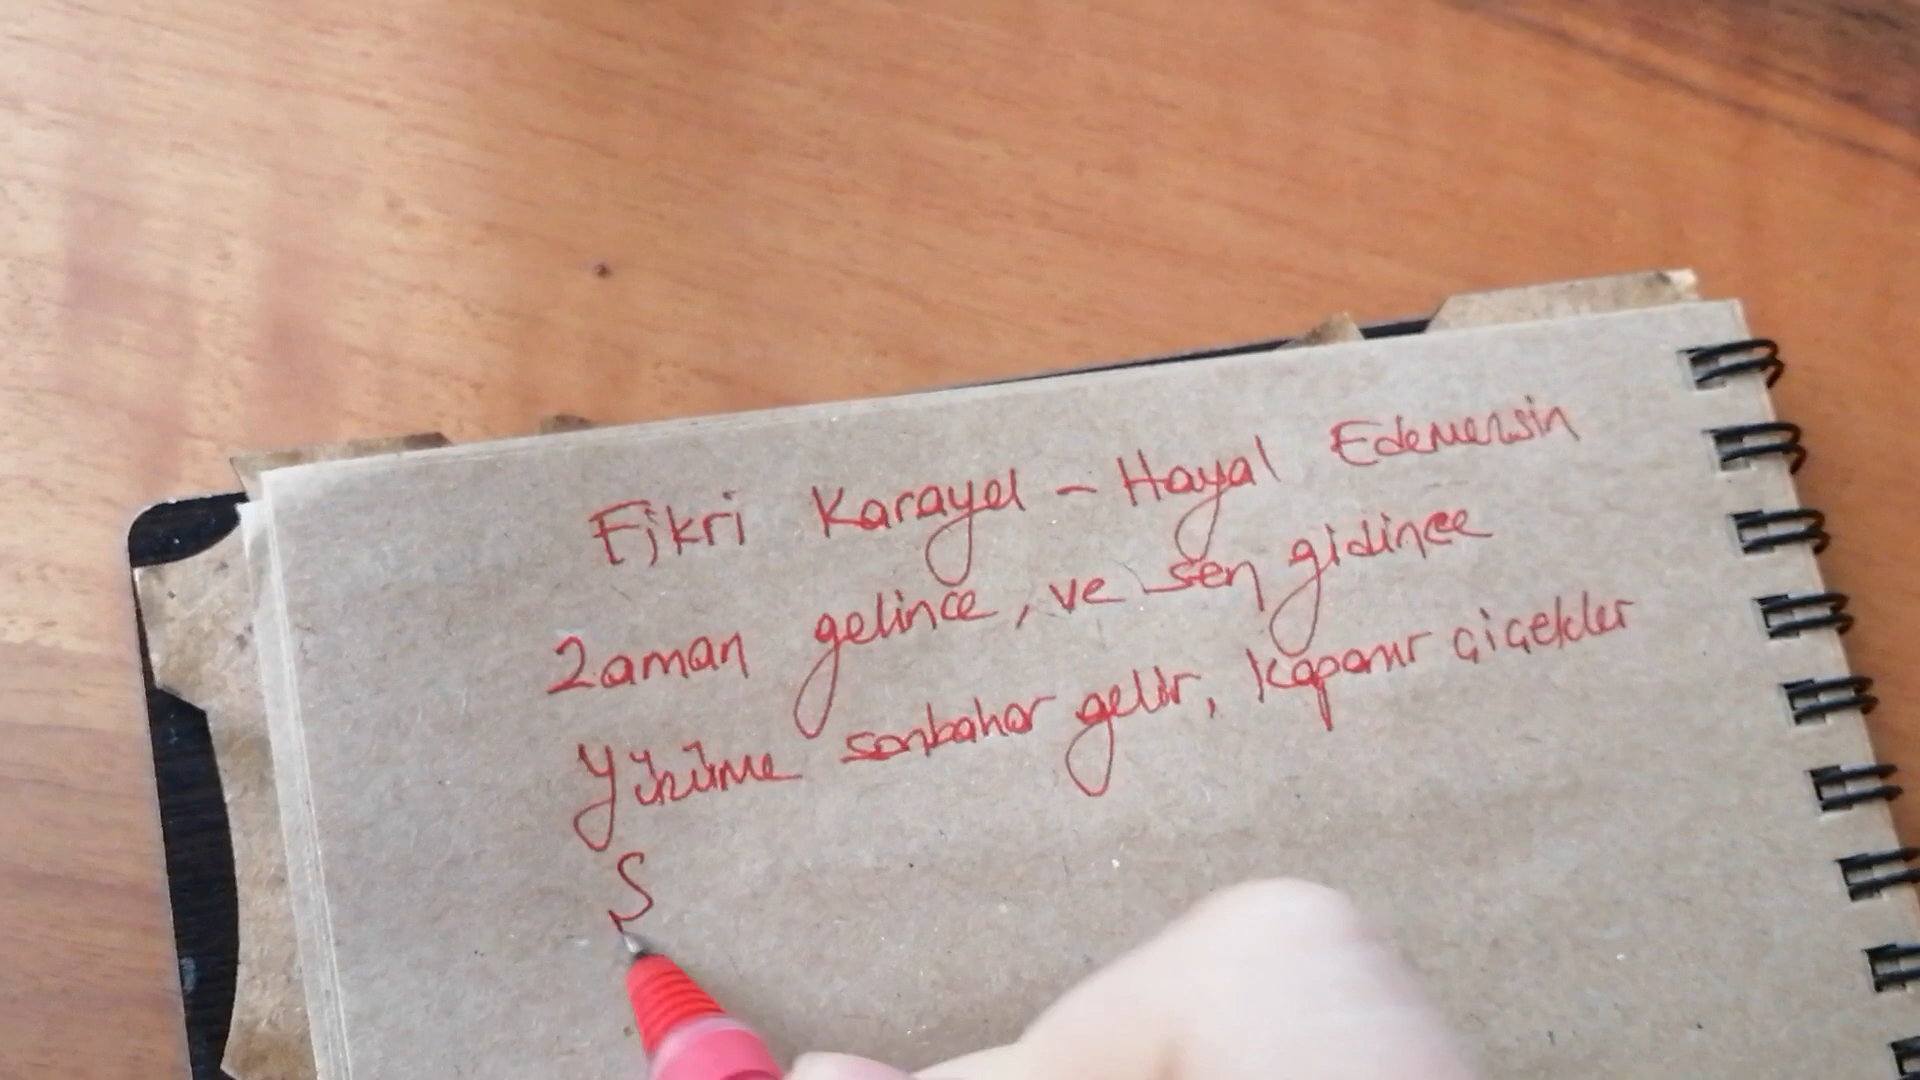 Fikri Karayel - Hayal Edemezsin
Zaman gelince, ve sen gidince
Yüzüme sonbahar gelir, kapanır çiçekler
S